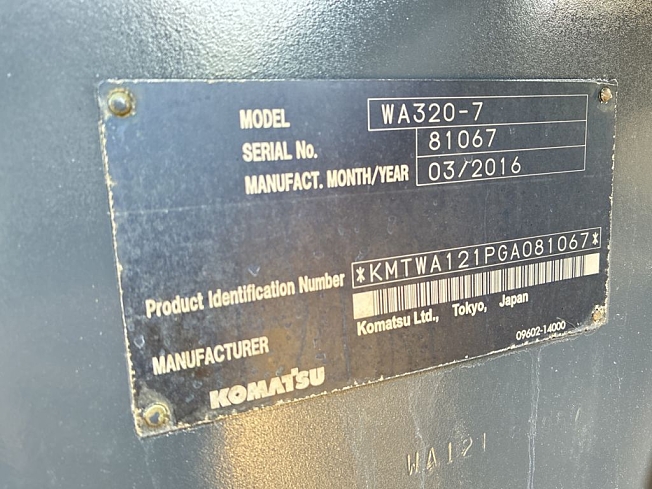 MODEL WA320-7
SERIAL No. 81067
MANUFACT. MONTH/YEAR 03/2016
Product Identification Number *KMTWA121PGA081067*
Komatsu Ltd., Tokyo, Japan
MANUFACTURER
09602-14000
KOMATSU
WA121